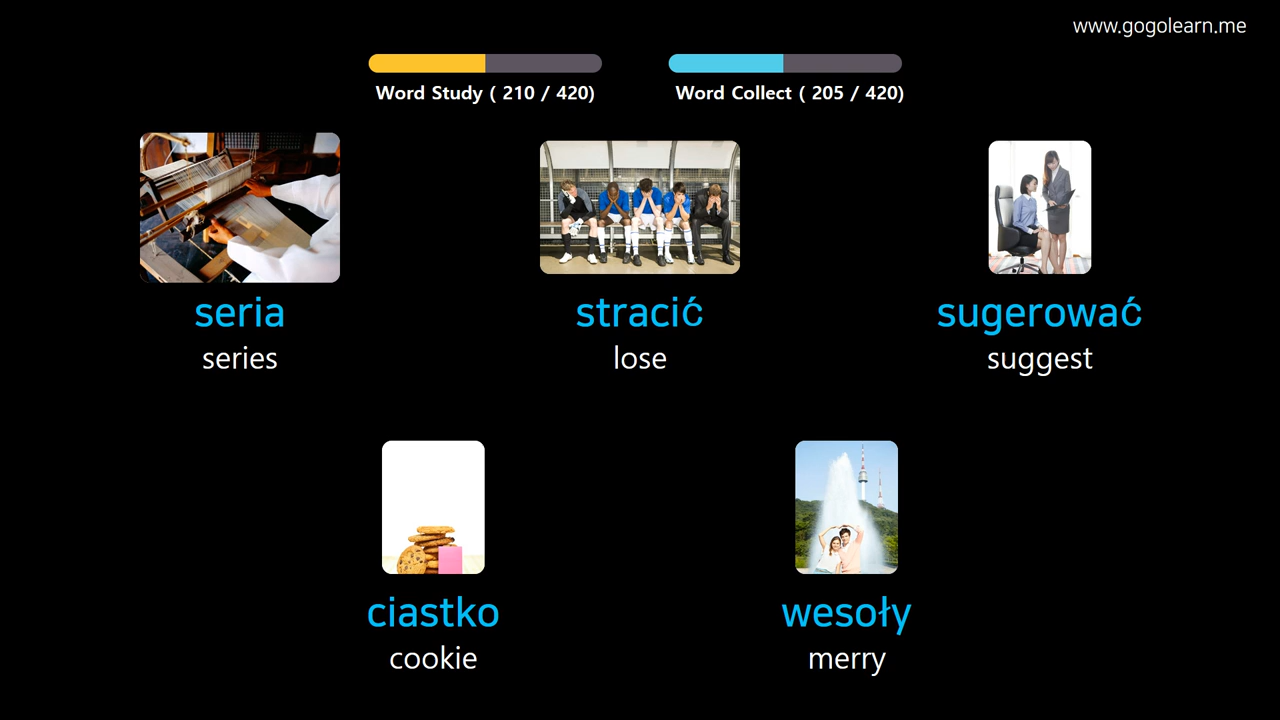 www.gogolearn.me
Word Study ( 210 / 420)
Word Collect ( 205 / 420)
seria
series
stracić
lose
sugerować
suggest
ciastko
cookie
wesoły
merry